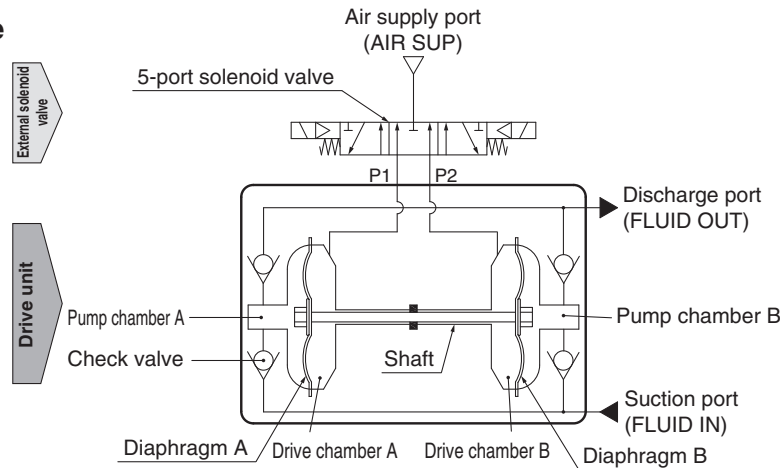 e
Air supply port
(AIR SUP)
5-port solenoid valve
External solenoid
valve
P1
P2
Discharge port
(FLUID OUT)
Drive unit
Pump chamber A
Pump chamber B
Check valve
Shaft
Suction port
(FLUID IN)
Diaphragm A
Drive chamber A
Drive chamber B
Diaphragm B